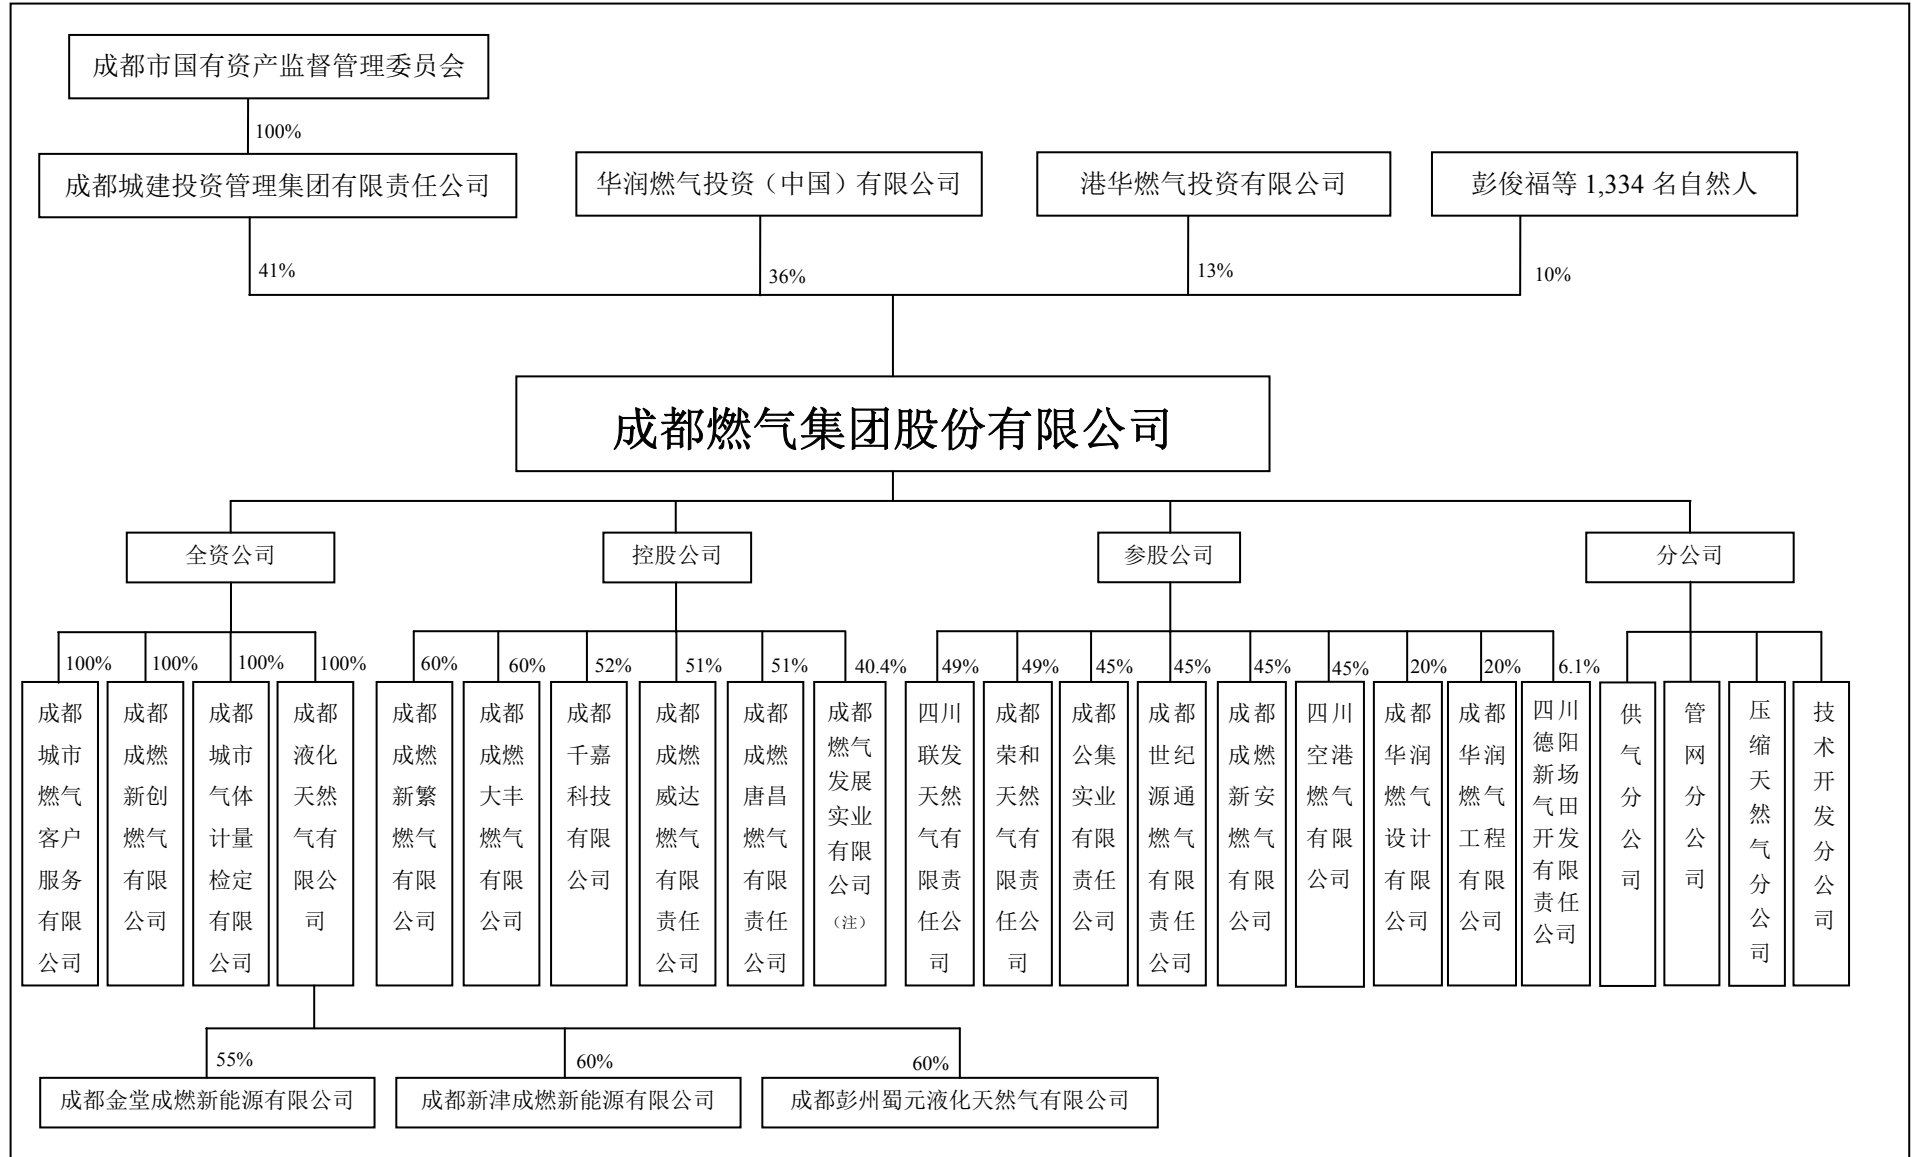 成都市国有资产监督管理委员会
100%
成都城建投资管理集团有限责任公司
华润燃气投资（中国）有限公司
港华燃气投资有限公司
彭俊福等 1,334 名自然人
41%
36%
13%
10%
成都燃气集团股份有限公司
全资公司
控股公司
参股公司
分公司
100%
100%
100%
100%
60%
60%
52%
51%
51%
40.4%
49%
49%
45%
45%
45%
45%
20%
20%
6.1%
成都
城市
燃气
客户
服务
有限
公司
成都
成燃
新创
燃气
有限
公司
成都
城市
气体
计量
检定
有限
公司
成都
液化
天然
气有
限公
司
成都
成燃
新繁
燃气
有限
公司
成都
成燃
大丰
燃气
有限
公司
成都
千嘉
科技
有限
公司
成都
成燃
威达
燃气
有限
责任
公司
成都
成燃
唐昌
燃气
有限
责任
公司
成都
燃气
发展
实业
有限
公司
（注）
四川
联发
天然
气有
限责
任公
司
成都
荣和
天然
气有
限责
任公
司
成都
公集
实业
有限
责任
公司
成都
世纪
源通
燃气
有限
责任
公司
成都
成燃
新安
燃气
有限
公司
四川
空港
燃气
有限
公司
成都
华润
燃气
设计
有限
公司
成都
华润
燃气
工程
有限
公司
四川
德阳
新场
气田
开发
有限
责任
公司
供
气
分
公
司
管
网
分
公
司
压
缩
天
然
气
分
公
司
技
术
开
发
分
公
司
55%
60%
60%
成都金堂成燃新能源有限公司
成都新津成燃新能源有限公司
成都彭州蜀元液化天然气有限公司